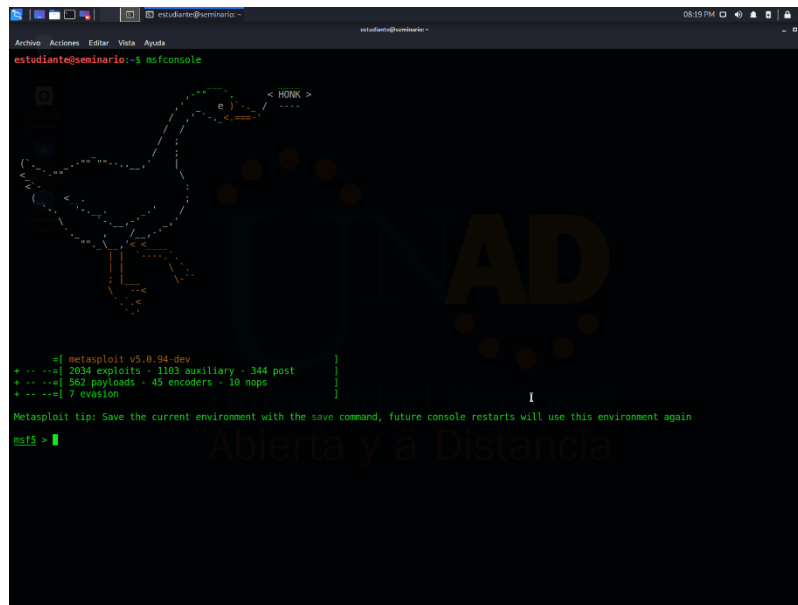 estudiante@seminario: ~
08:19 PM
estudiante@seminario: ~
Archivo Acciones Editar Vista Ayuda
estudiante@seminario:~$ msfconsole
< HONK >
=[ metasploit v5.0.94-dev ]
+ -- --=[ 2034 exploits - 1103 auxiliary - 344 post ]
+ -- --=[ 562 payloads - 45 encoders - 10 nops ]
+ -- --=[ 7 evasion ]
Metasploit tip: Save the current environment with the save command, future console restarts will use this environment again
msf5 >
UNAD
Abierta y a Distancia